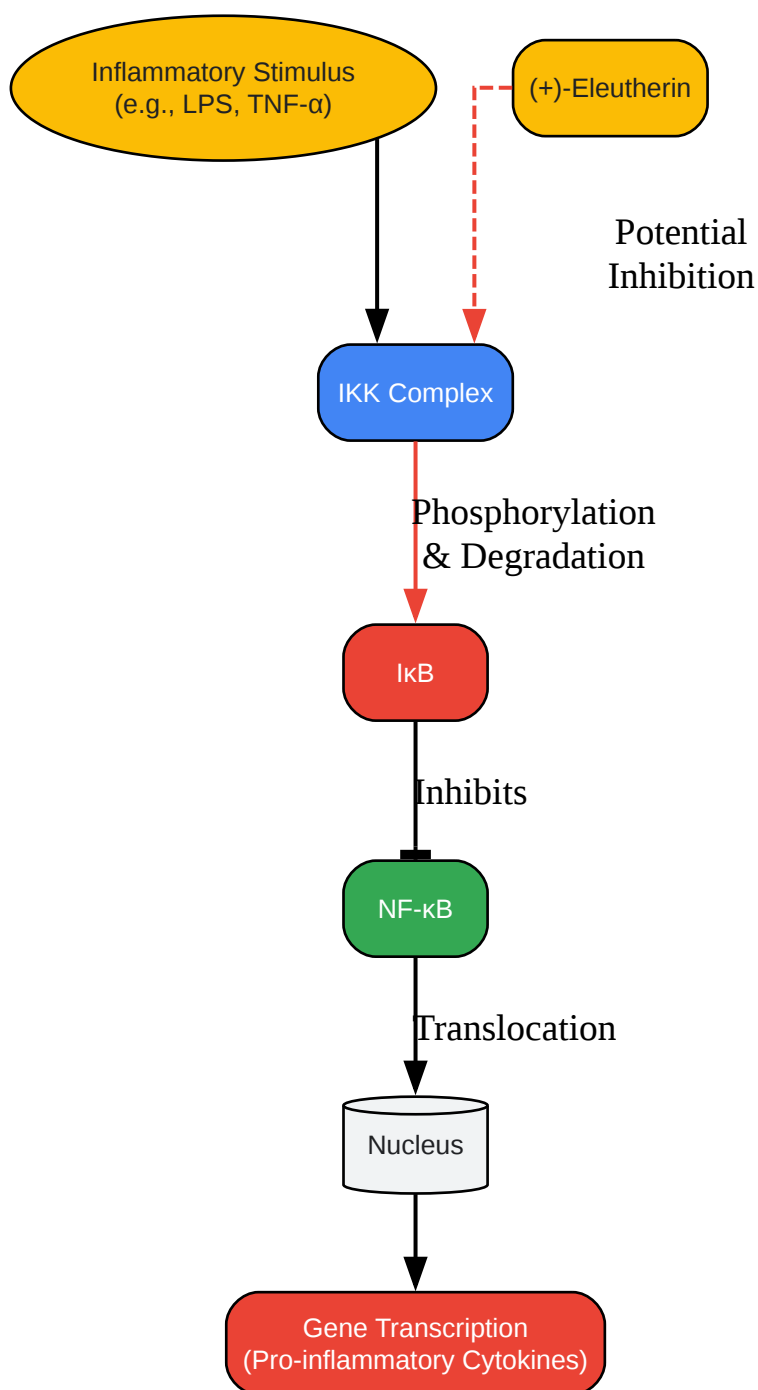 Inflammatory Stimulus
(e.g., LPS, TNF-α)
(+)-Eleutherin
Potential
Inhibition
IKK Complex
Phosphorylation
& Degradation
IκB
Inhibits
NF-κB
Translocation
Nucleus
Gene Transcription
(Pro-inflammatory Cytokines)